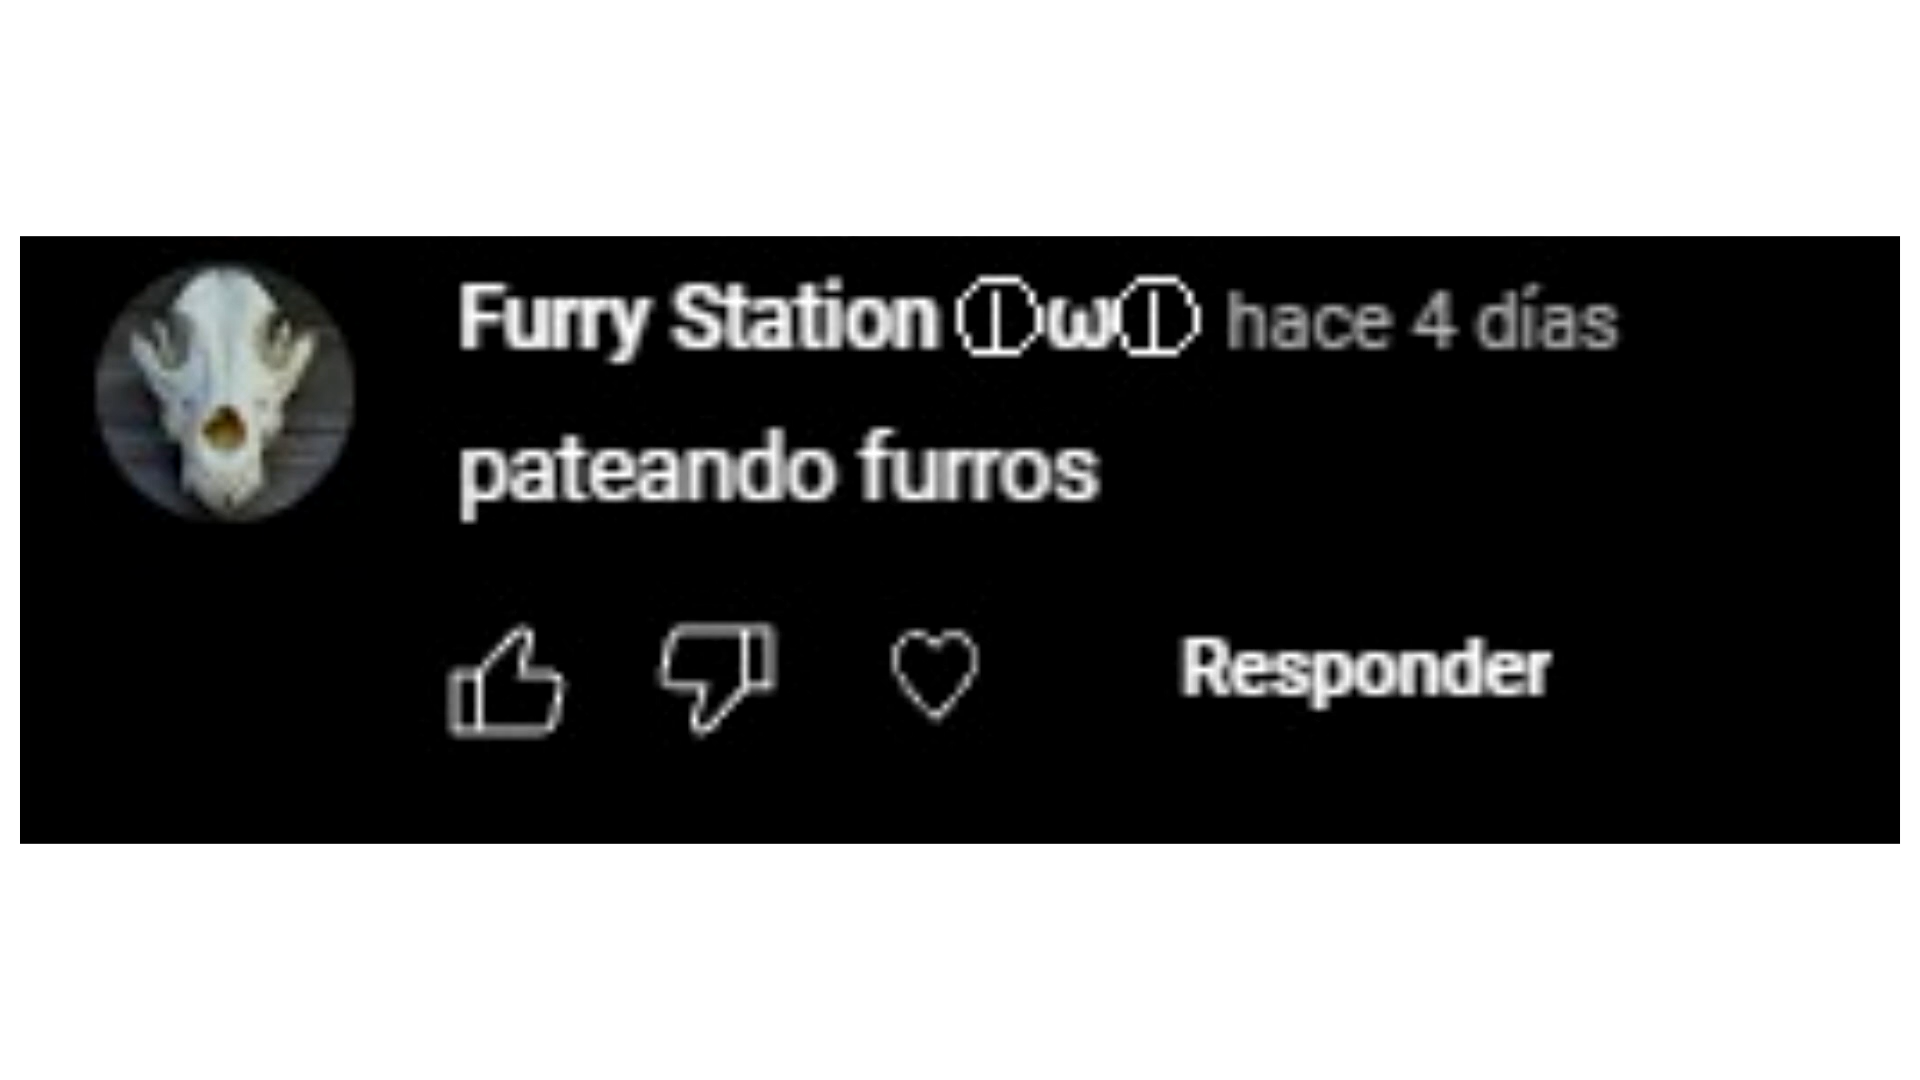 Furry Station ⦶ω⦶ hace 4 días
pateando furros
Responder